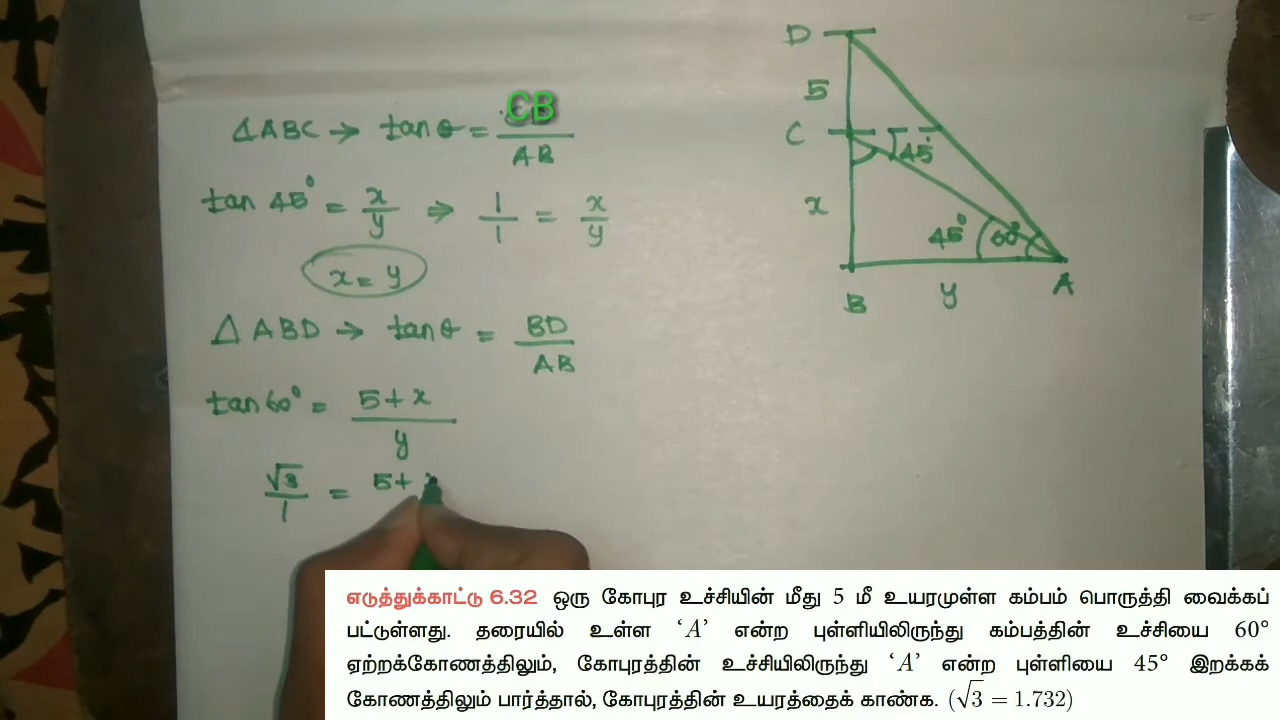 ΔABC → tanθ = CB / AB
tan 45° = x / y ⇒ 1 / 1 = x / y
x = y
ΔABD → tanθ = BD / AB
tan 60° = 5 + x / y
√3 / 1 = 5 +
D
5
C
45°
x
45°
60°
B
y
A
எடுத்துக்காட்டு 6.32 ஒரு கோபுர உச்சியின் மீது 5 மீ உயரமுள்ள கம்பம் பொருத்தி வைக்கப்
பட்டுள்ளது. தரையில் உள்ள ‘A’ என்ற புள்ளியிலிருந்து கம்பத்தின் உச்சியை 60°
ஏற்றக்கோணத்திலும், கோபுரத்தின் உச்சியிலிருந்து ‘A’ என்ற புள்ளியை 45° இறக்கக்
கோணத்திலும் பார்த்தால், கோபுரத்தின் உயரத்தைக் காண்க. (√3 = 1.732)